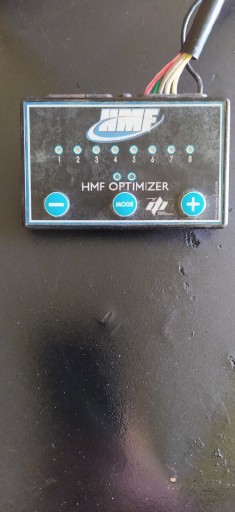 HMF
1 2 3 4 5 6 7 8
HMF OPTIMIZER
MODE